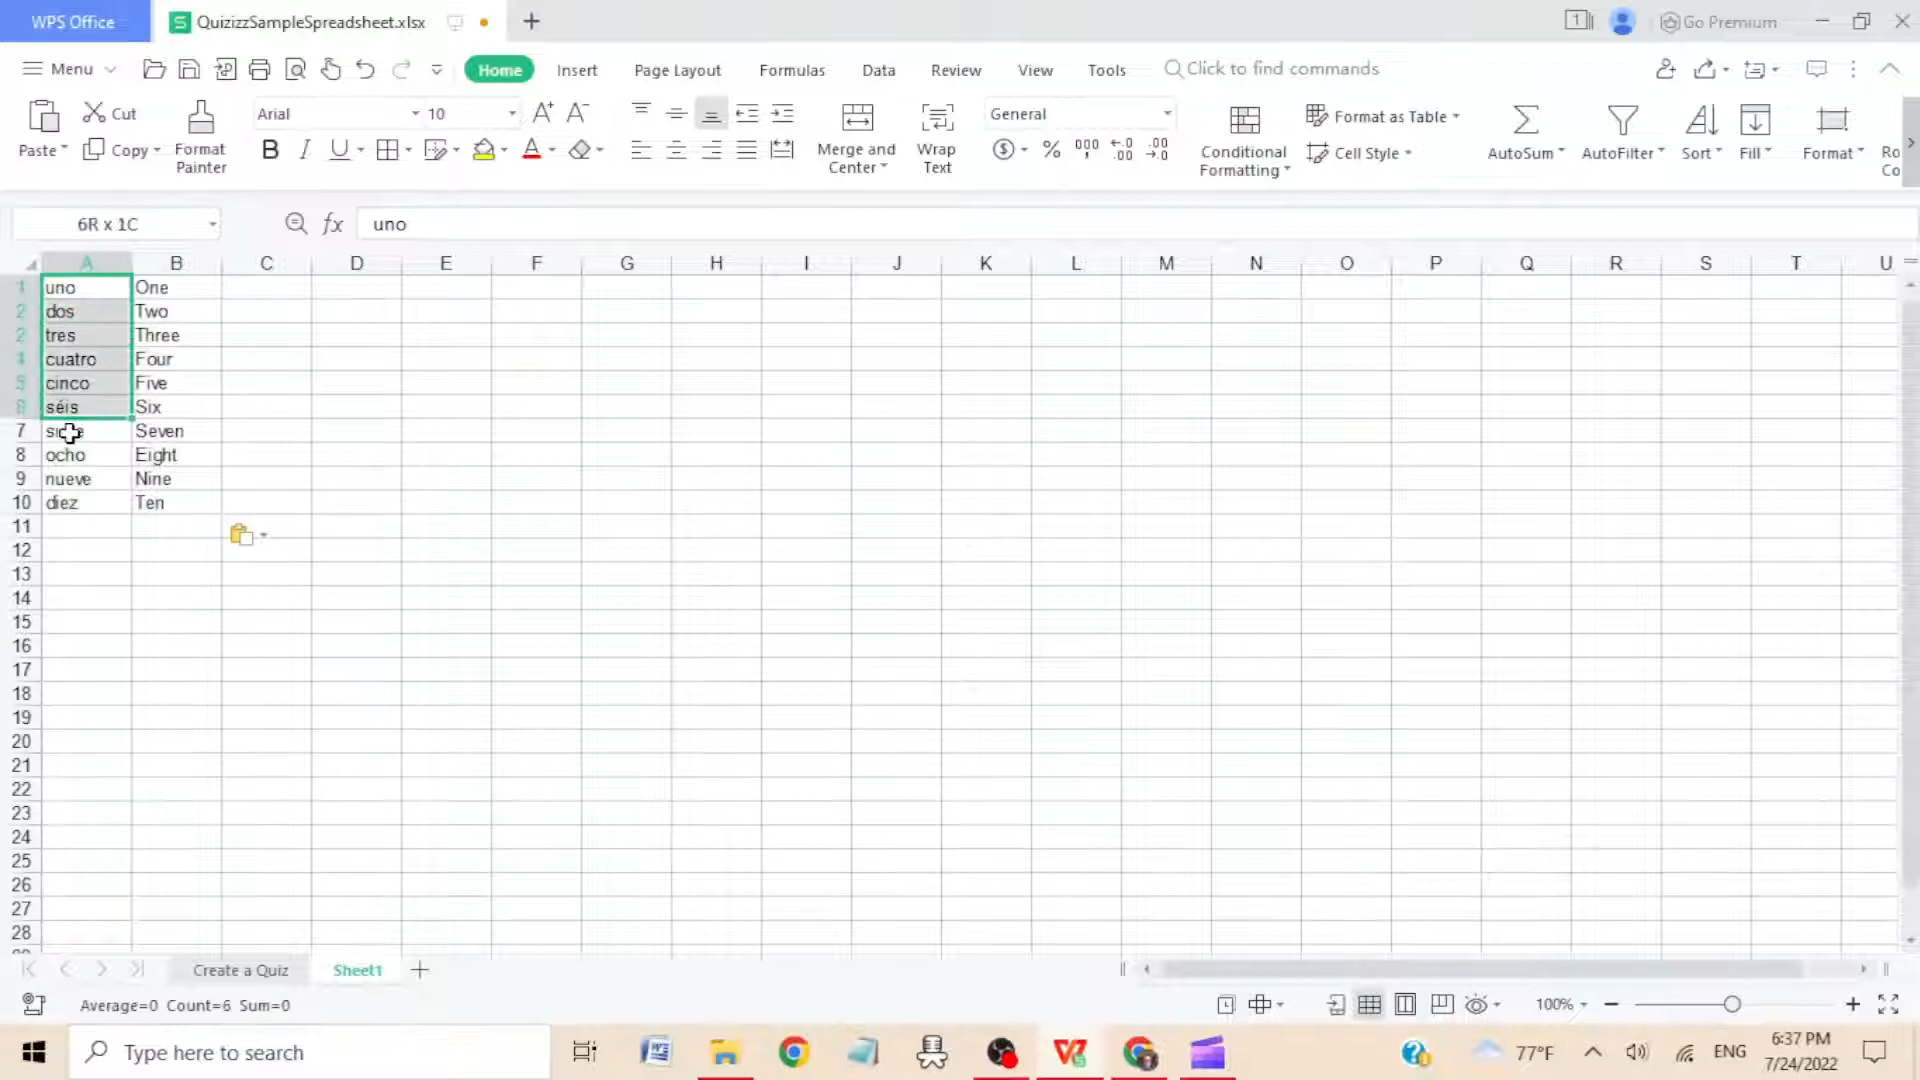 WPS Office QuizizzSampleSpreadsheet.xlsx 1 Go Premium
Menu Home Insert Page Layout Formulas Data Review View Tools Click to find commands
Cut Arial 10 General Format as Table
Paste Copy Format Painter Merge and Center Wrap Text Conditional Formatting Cell Style AutoSum AutoFilter Sort Fill Format Ro Co
6R x 1C fx uno
A B C D E F G H I J K L M N O P Q R S T U
1 uno One
2 dos Two
tres Three
4 cuatro Four
5 cinco Five
6 séis Six
7 Seven
8 ocho Eight
9 nueve Nine
10 diez Ten
11
12
13
14
15
16
17
18
19
20
21
22
23
24
25
26
27
28
Create a Quiz Sheet1
Average=0 Count=6 Sum=0 100%
Type here to search 77°F ENG 6:37 PM
7/24/2022